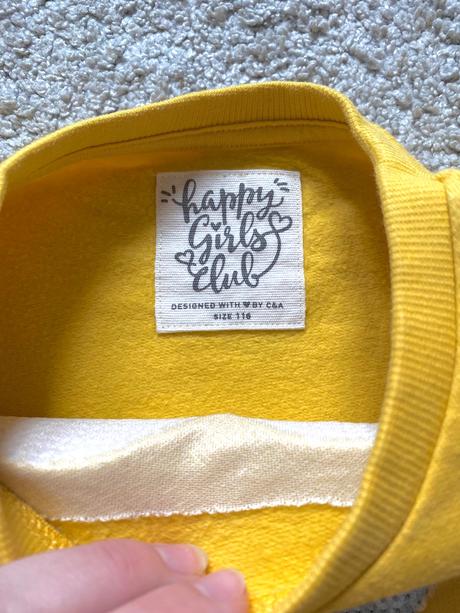 happy
Girls
club
DESIGNED WITH ♥ BY C&A
SIZE 116